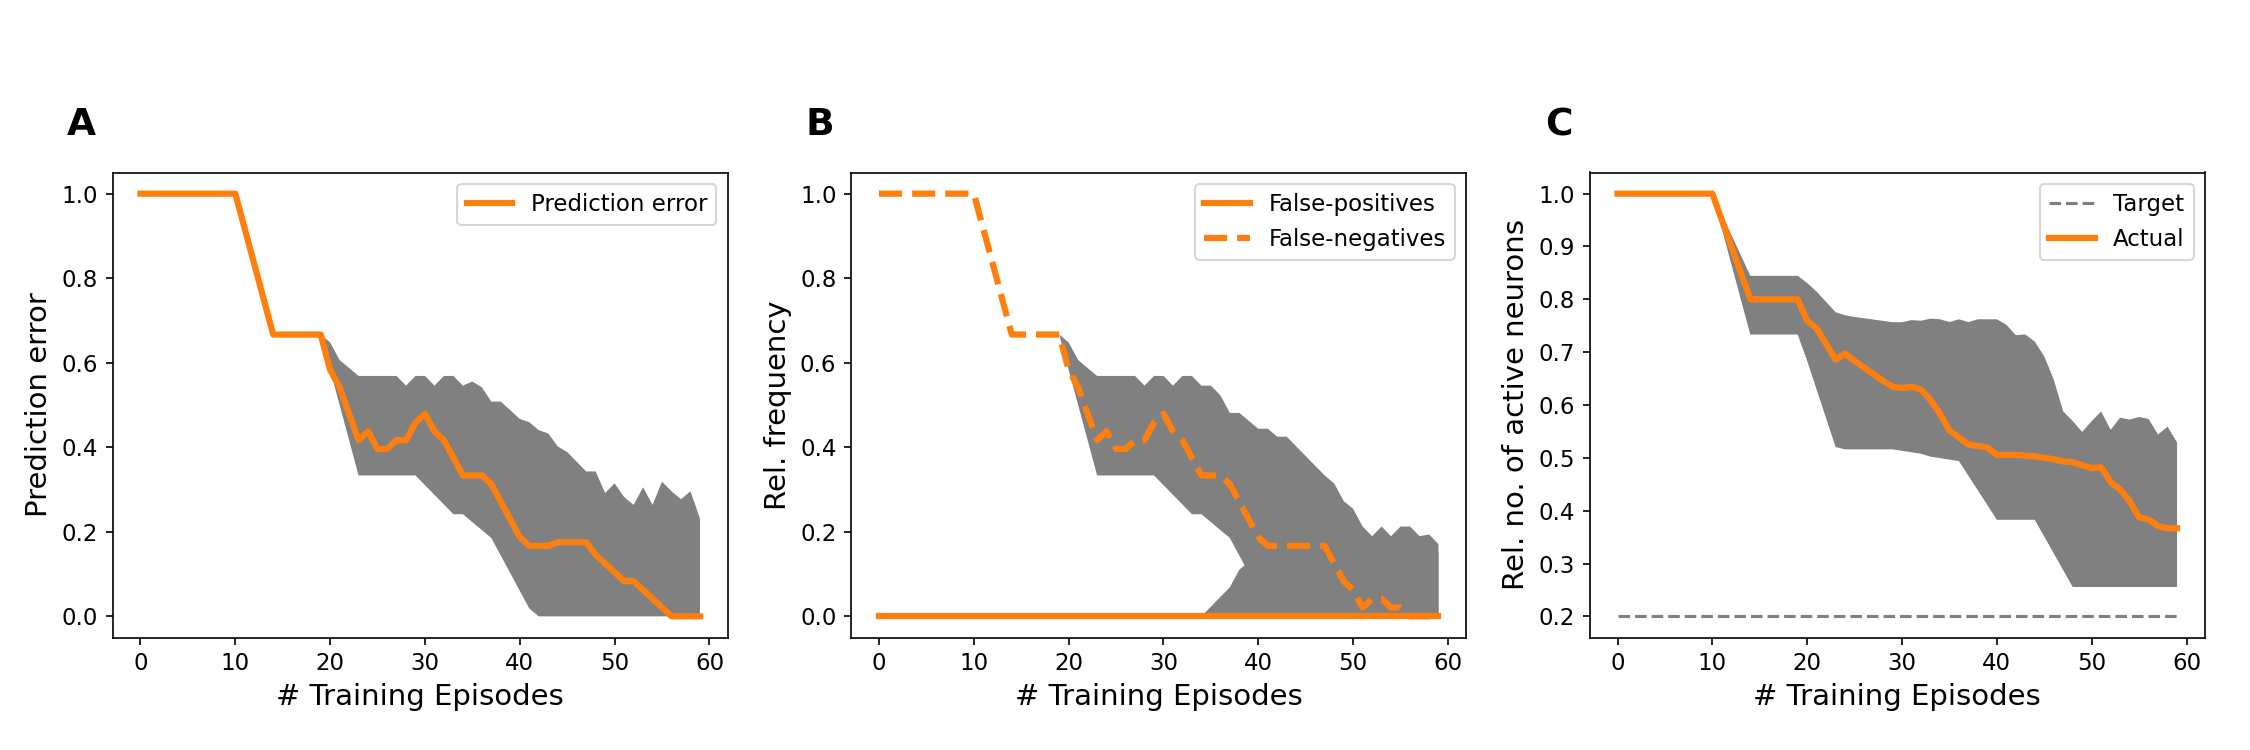 A
Prediction error
1.0
0.8
0.6
0.4
0.2
0.0
Prediction error
0 10 20 30 40 50 60
# Training Episodes
B
Rel. frequency
1.0
0.8
0.6
0.4
0.2
0.0
False-positives
False-negatives
0 10 20 30 40 50 60
# Training Episodes
C
Rel. no. of active neurons
1.0
0.9
0.8
0.7
0.6
0.5
0.4
0.3
0.2
Target
Actual
0 10 20 30 40 50 60
# Training Episodes